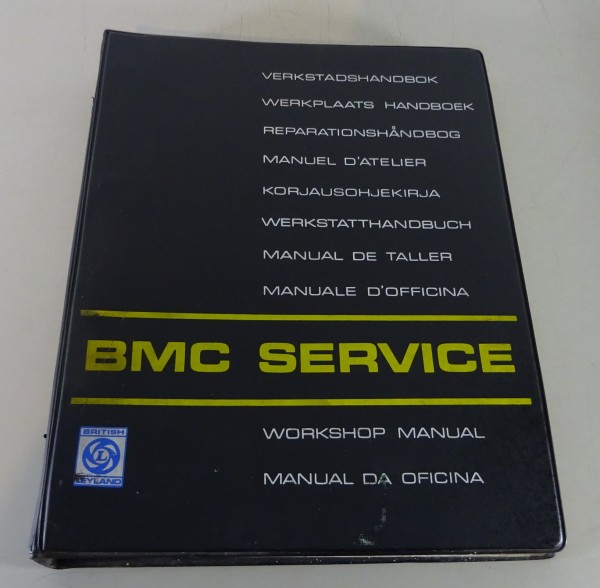 VERKSTADSHANDBOK
WERKPLAATS HANDBOEK
REPARATIONSHÅNDBOG
MANUEL D'ATELIER
KORJAUSOHJEKIRJA
WERKSTATTHANDBUCH
MANUAL DE TALLER
MANUALE D'OFFICINA
BMC SERVICE
WORKSHOP MANUAL
MANUAL DA OFICINA
BRITISH
L
LEYLAND